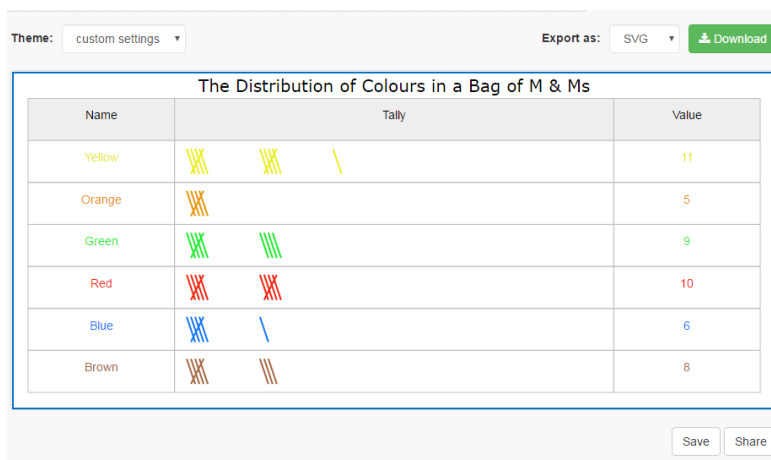 Theme: custom settings Export as: SVG Download
The Distribution of Colours in a Bag of M & Ms
Name Tally Value
Yellow 11
Orange 5
Green 9
Red 10
Blue 6
Brown 8
Save Share